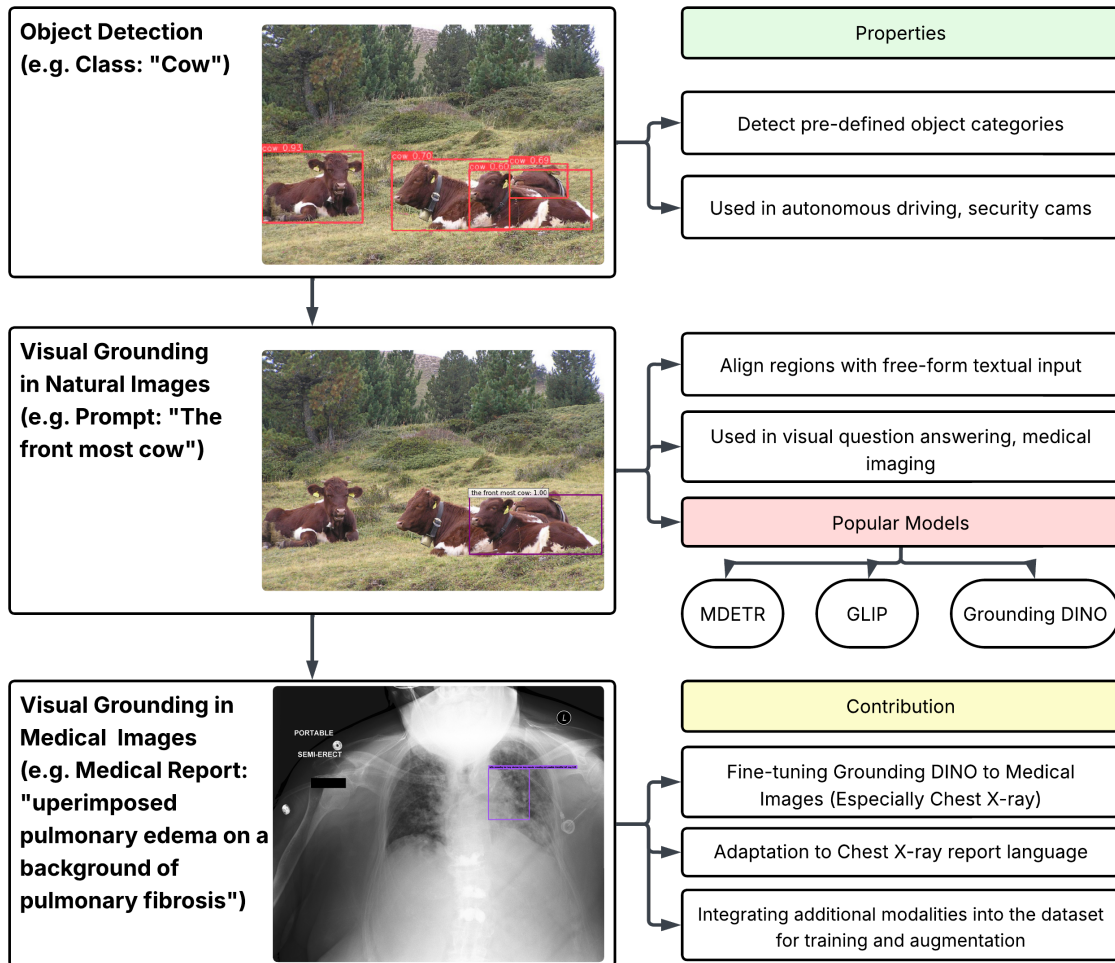 Object Detection
(e.g. Class: "Cow")
cow 0.93
cow 0.70
cow 0.60
cow 0.69
Properties
Detect pre-defined object categories
Used in autonomous driving, security cams
Visual Grounding
in Natural Images
(e.g. Prompt: "The
front most cow")
the front most cow: 1.00
Align regions with free-form textual input
Used in visual question answering, medical
imaging
Popular Models
MDETR
GLIP
Grounding DINO
Visual Grounding in
Medical Images
(e.g. Medical Report:
"uperimposed
pulmonary edema on a
background of
pulmonary fibrosis")
PORTABLE
SEMI-ERECT
L
Contribution
Fine-tuning Grounding DINO to Medical
Images (Especially Chest X-ray)
Adaptation to Chest X-ray report language
Integrating additional modalities into the dataset
for training and augmentation